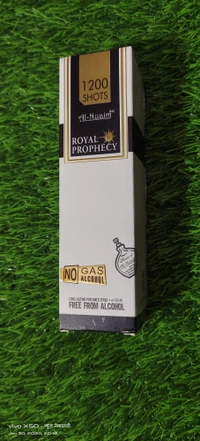 1200
SHOTS
Al-Nuaim
ROYAL
PROPHECY
NO GAS
ALCOHOL
FREE FROM ALCOHOL
vivo X50